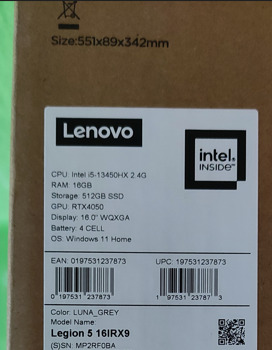 Size:551x89x342mm
Lenovo
intel.
INSIDE™
CPU: Intel i5-13450HX 2.4G
RAM: 16GB
Storage: 512GB SSD
GPU: RTX4050
Display: 16.0" WQXGA
Battery: 4 CELL
OS: Windows 11 Home
EAN: 0197531237873
UPC: 197531237873
0 197531 237873
1 97531 23787 3
Color: LUNA_GREY
Model Name:
Legion 5 16IRX9
(S)SN: MP2RF0BA